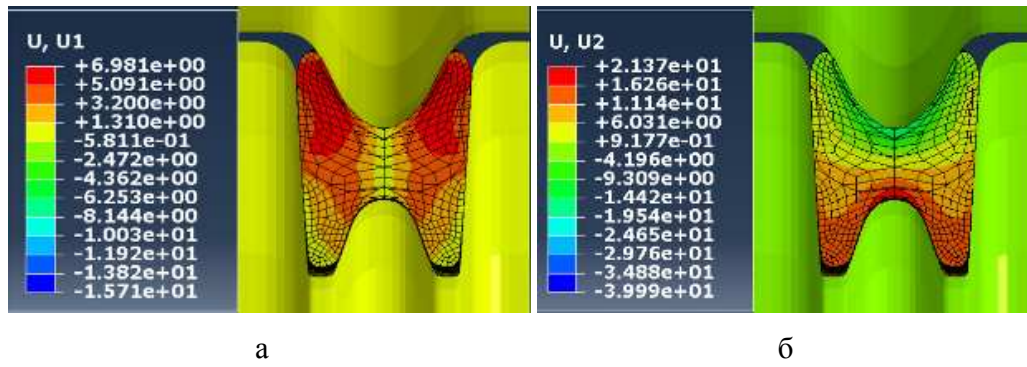 U, U1
+6.981e+00
+5.091e+00
+3.200e+00
+1.310e+00
-5.811e-01
-2.472e+00
-4.362e+00
-6.253e+00
-8.144e+00
-1.003e+01
-1.192e+01
-1.382e+01
-1.571e+01
U, U2
+2.137e+01
+1.626e+01
+1.114e+01
+6.031e+00
+9.177e-01
-4.196e+00
-9.309e+00
-1.442e+01
-1.954e+01
-2.465e+01
-2.976e+01
-3.488e+01
-3.999e+01
а
б